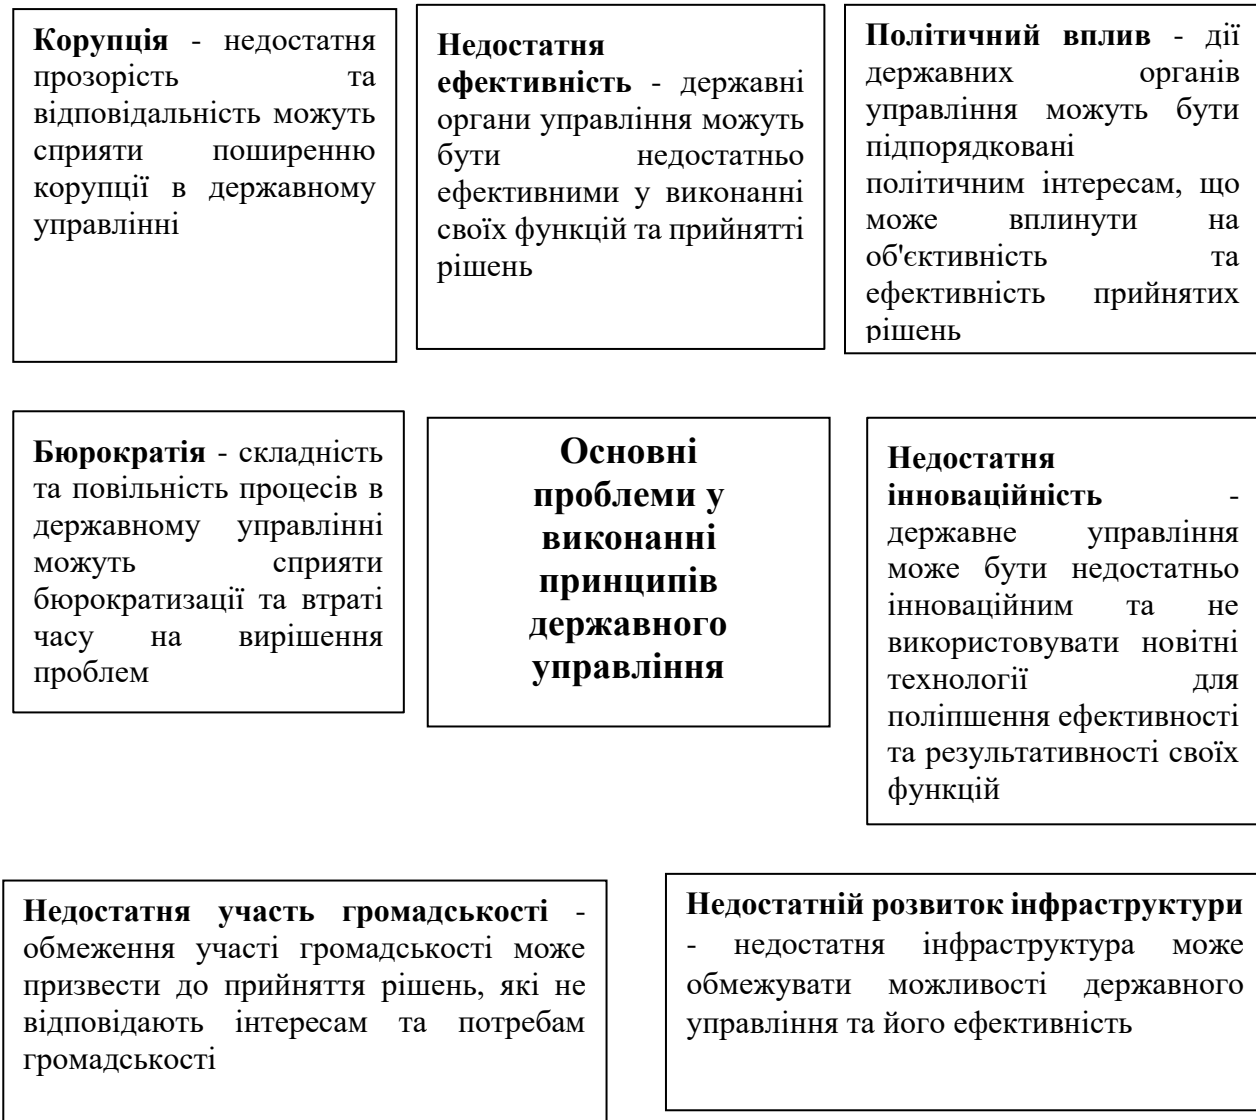 Корупція - недостатня
прозорість та
відповідальність можуть
сприяти поширенню
корупції в державному
управлінні
Недостатня
ефективність - державні
органи управління можуть
бути недостатньо
ефективними у виконанні
своїх функцій та прийнятті
рішень
Політичний вплив - дії
державних органів
управління можуть бути
підпорядковані
політичним інтересам, що
може вплинути на
об'єктивність та
ефективність прийнятих
рішень
Бюрократія - складність
та повільність процесів в
державному управлінні
можуть сприяти
бюрократизації та втраті
часу на вирішення
проблем
Основні
проблеми у
виконанні
принципів
державного
управління
Недостатня
інноваційність -
державне управління
може бути недостатньо
інноваційним та не
використовувати новітні
технології для
поліпшення ефективності
та результативності своїх
функцій
Недостатня участь громадськості -
обмеження участі громадськості може
призвести до прийняття рішень, які не
відповідають інтересам та потребам
громадськості
Недостатній розвиток інфраструктури
- недостатня інфраструктура може
обмежувати можливості державного
управління та його ефективність